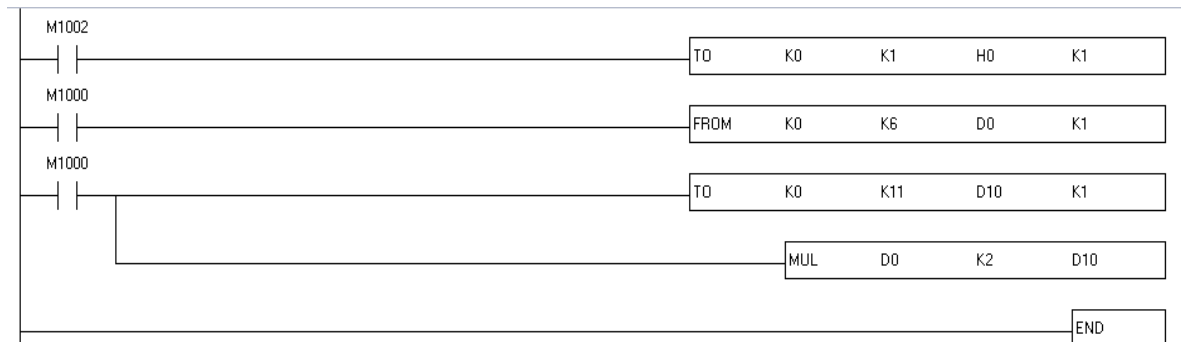 M1002
TO K0 K1 H0 K1
M1000
FROM K0 K6 D0 K1
M1000
TO K0 K11 D10 K1
MUL D0 K2 D10
END